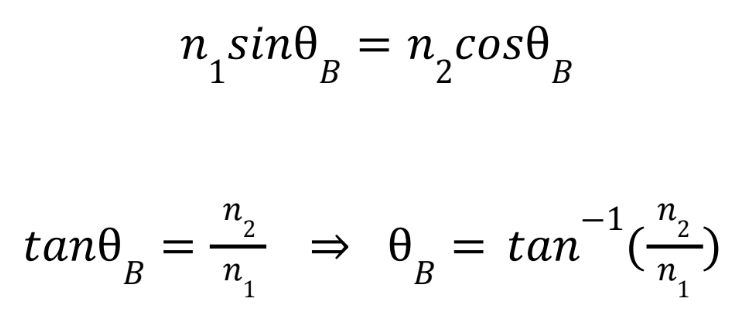 n₁sinθ_B = n₂cosθ_B
tanθ_B = n₂/n₁ ⇒ θ_B = tan⁻¹(n₂/n₁)